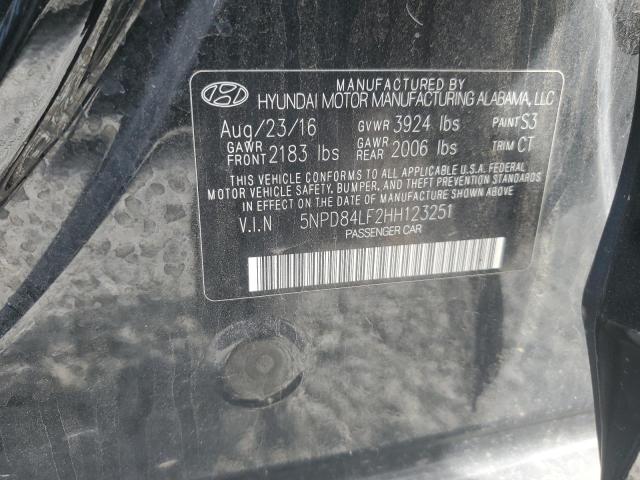 MANUFACTURED BY
HYUNDAI MOTOR MANUFACTURING ALABAMA, LLC
Aug/23/16 GVWR 3924 lbs PAINT S3
GAWR FRONT 2183 lbs GAWR REAR 2006 lbs TRIM CT
THIS VEHICLE CONFORMS TO ALL APPLICABLE U.S.A. FEDERAL
MOTOR VEHICLE SAFETY, BUMPER, AND THEFT PREVENTION STANDARDS
IN EFFECT ON THE DATE OF MANUFACTURE SHOWN ABOVE.
V.I.N 5NPD84LF2HH123251
PASSENGER CAR